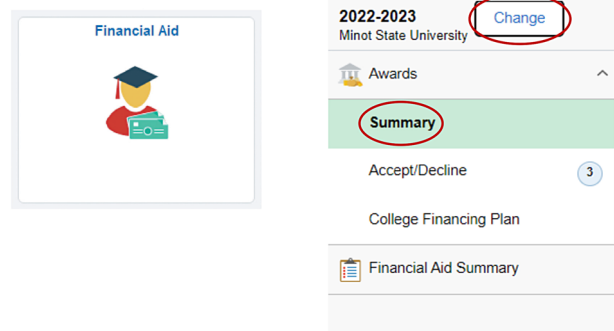 Financial Aid
2022-2023
Change
Minot State University
Awards
Summary
Accept/Decline
3
College Financing Plan
Financial Aid Summary